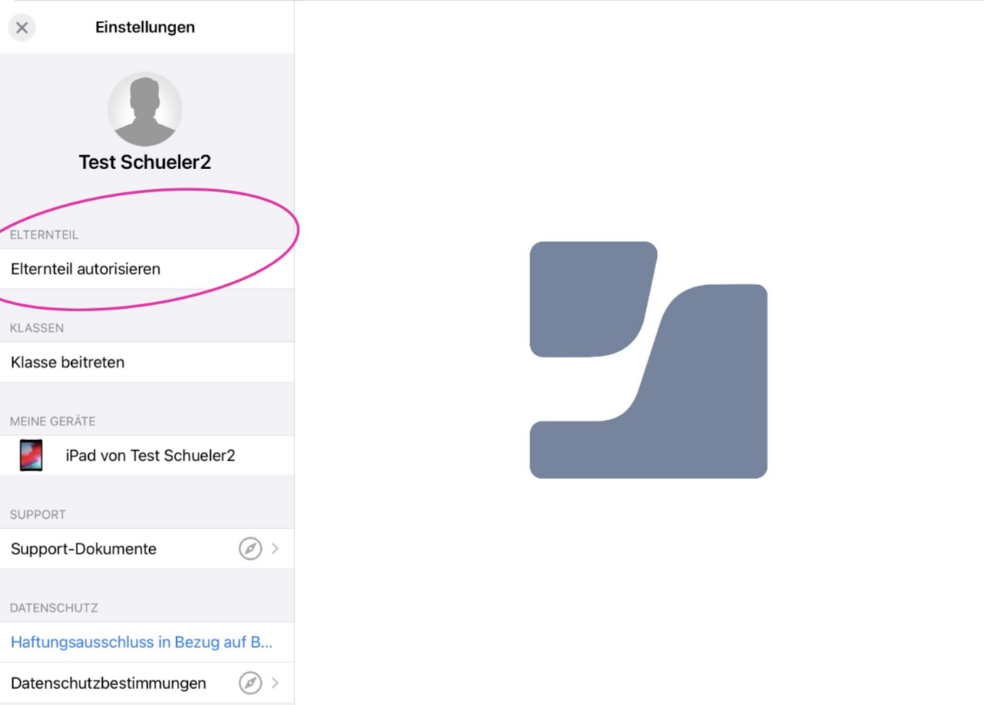 Einstellungen
Test Schueler2
ELTERNTEIL
Elternteil autorisieren
KLASSEN
Klasse beitreten
MEINE GERÄTE
iPad von Test Schueler2
SUPPORT
Support-Dokumente
DATENSCHUTZ
Haftungsausschluss in Bezug auf B...
Datenschutzbestimmungen